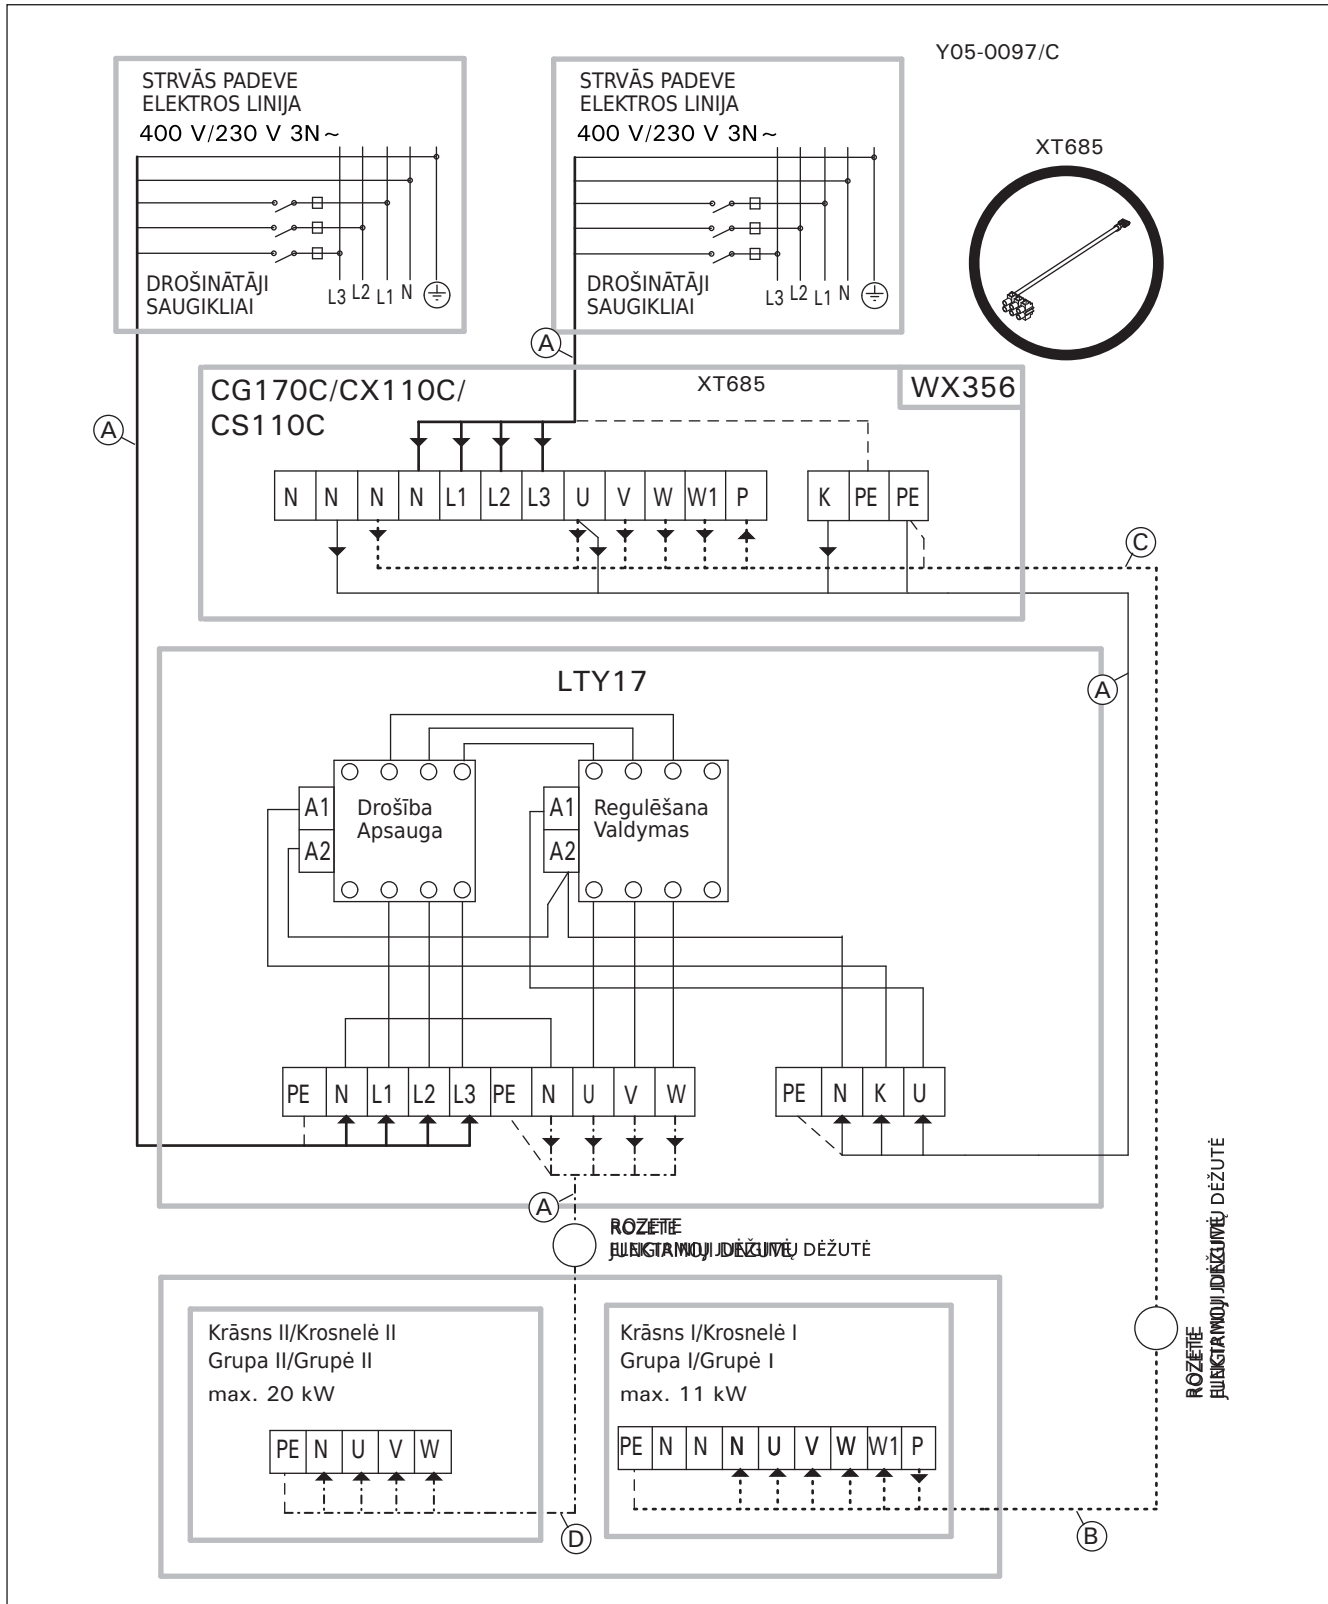 Y05-0097/C
STRVĀS PADEVE
ELEKTROS LINIJA
400 V/230 V 3N~
DROŠINĀTĀJI
SAUGIKLIAI
L3 L2 L1 N
STRVĀS PADEVE
ELEKTROS LINIJA
400 V/230 V 3N~
DROŠINĀTĀJI
SAUGIKLIAI
L3 L2 L1 N
XT685
A
A
CG170C/CX110C/
CS110C
XT685
WX356
N N N N L1 L2 L3 U V W W1 P
K PE PE
C
LTY17
A
A1
A2
Drošība
Apsauga
A1
A2
Regulēšana
Valdymas
PE N L1 L2 L3 PE N U V W
PE N K U
A
ROZETE
DĖŽUTĖ
ROZETE
DĖŽUTĖ
Krāsns II/Krosnelė II
Grupa II/Grupė II
max. 20 kW
PE N U V W
D
Krāsns I/Krosnelė I
Grupa I/Grupė I
max. 11 kW
PE N N N U V W W1 P
B